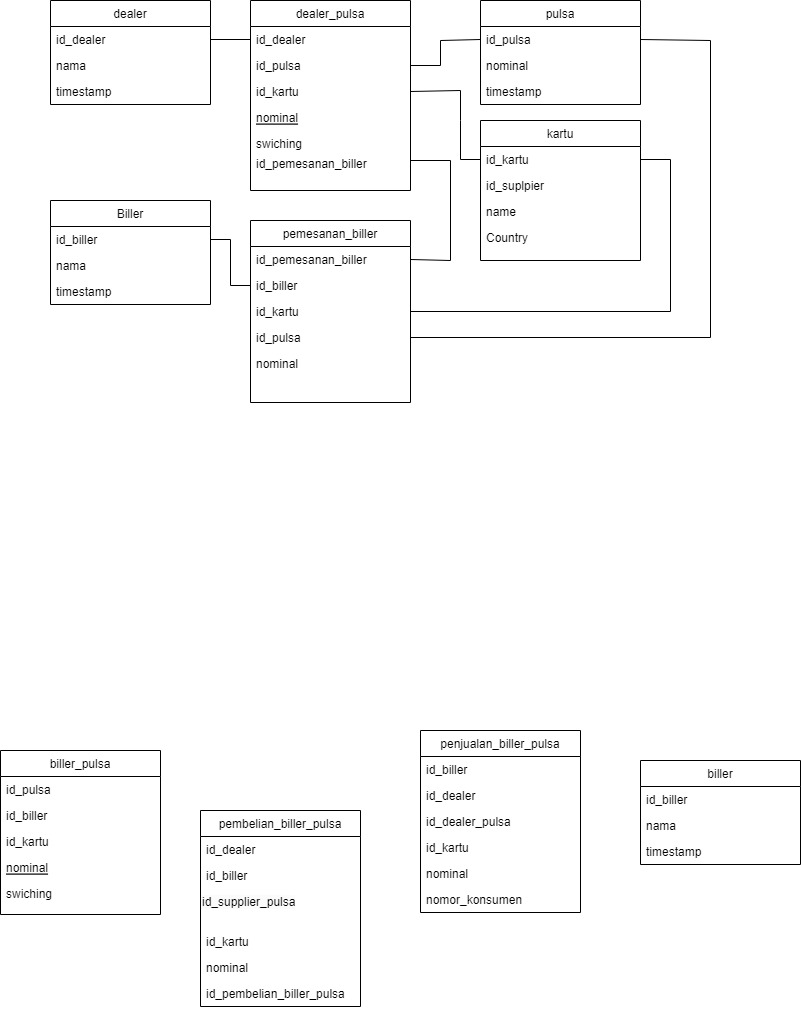 dealer
id_dealer
nama
timestamp
dealer_pulsa
id_dealer
id_pulsa
id_kartu
nominal
swiching
id_pemesanan_biller
pulsa
id_pulsa
nominal
timestamp
kartu
id_kartu
id_suplpier
name
Country
Biller
id_biller
nama
timestamp
pemesanan_biller
id_pemesanan_biller
id_biller
id_kartu
id_pulsa
nominal
biller_pulsa
id_pulsa
id_biller
id_kartu
nominal
swiching
pembelian_biller_pulsa
id_dealer
id_biller
id_supplier_pulsa
id_kartu
nominal
id_pembelian_biller_pulsa
penjualan_biller_pulsa
id_biller
id_dealer
id_dealer_pulsa
id_kartu
nominal
nomor_konsumen
biller
id_biller
nama
timestamp